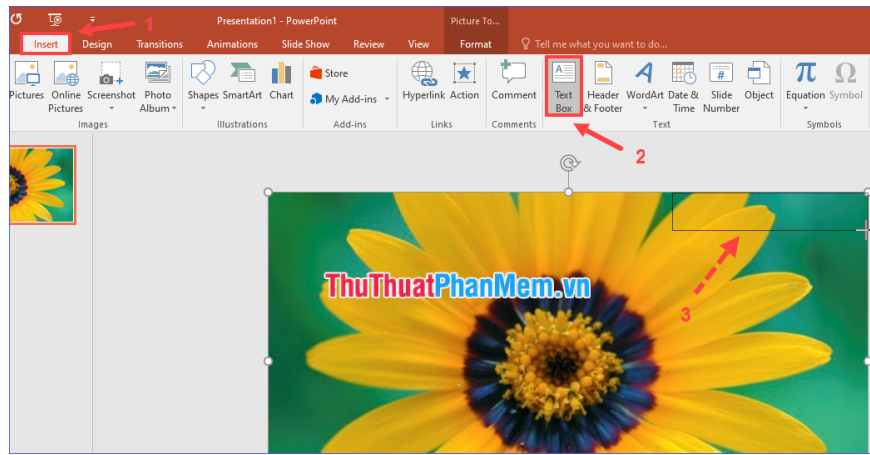 Presentation1 - PowerPoint
Picture To...
1
Insert Design Transitions Animations Slide Show Review View Format Tell me what you want to do...
Store
Pictures Online Screenshot Photo Shapes SmartArt Chart My Add-ins Hyperlink Action Comment Text Header WordArt Date & Slide Object Equation Symbol
Pictures Album Box & Footer Time Number
Images Illustrations Add-ins Links Comments Text Symbols
2
ThuThuatPhanMem.vn
3